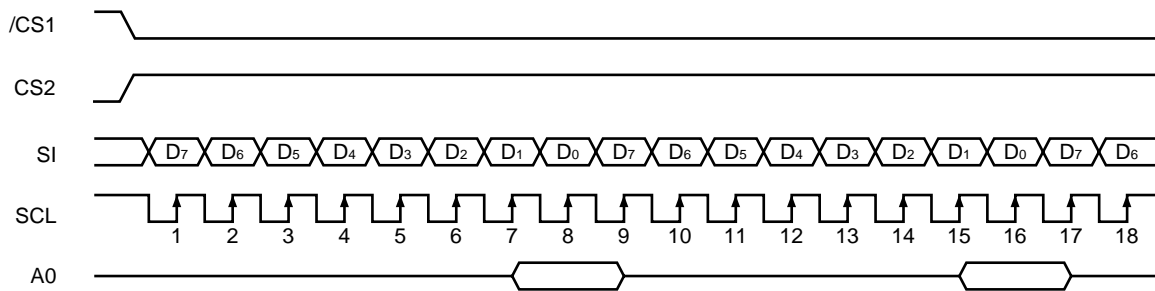 /CS1
CS2
SI D7 D6 D5 D4 D3 D2 D1 D0 D7 D6 D5 D4 D3 D2 D1 D0 D7 D6
SCL
1 2 3 4 5 6 7 8 9 10 11 12 13 14 15 16 17 18
A0